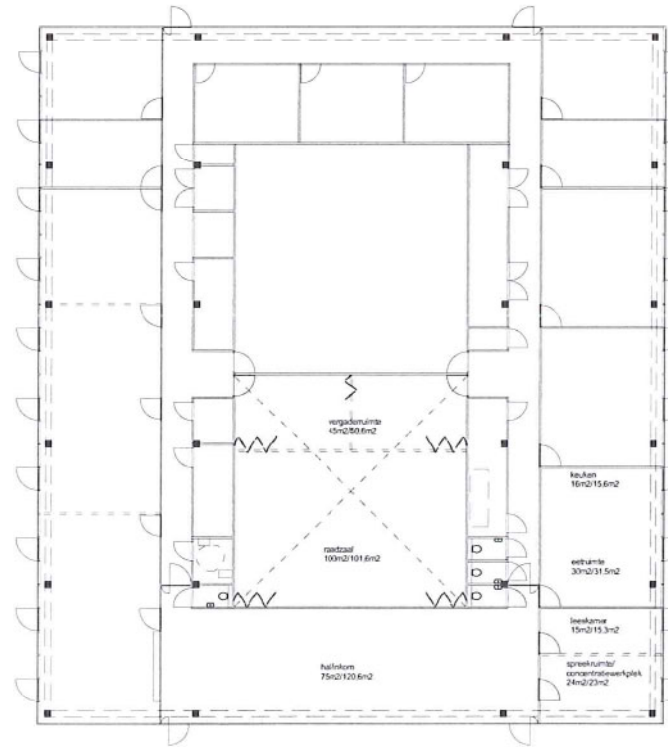 vergaderruimte
45m2/50,6m2
keuken
16m2/15,6m2
raadzaal
100m2/101,6m2
eetruimte
30m2/31,5m2
leeskamer
15m2/15,3m2
hal/inkom
75m2/120,6m2
spreekruimte/
concentratiewerkplek
24m2/23m2